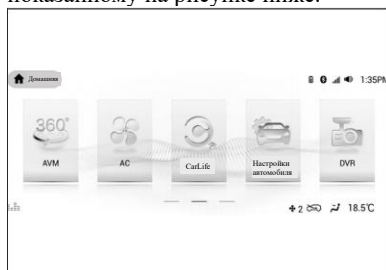 показанному на рисунке ниже.
Домашняя
1:35PM
360°
AVM
AC
CarLife
Настройки
автомобиля
DVR
2
18.5℃